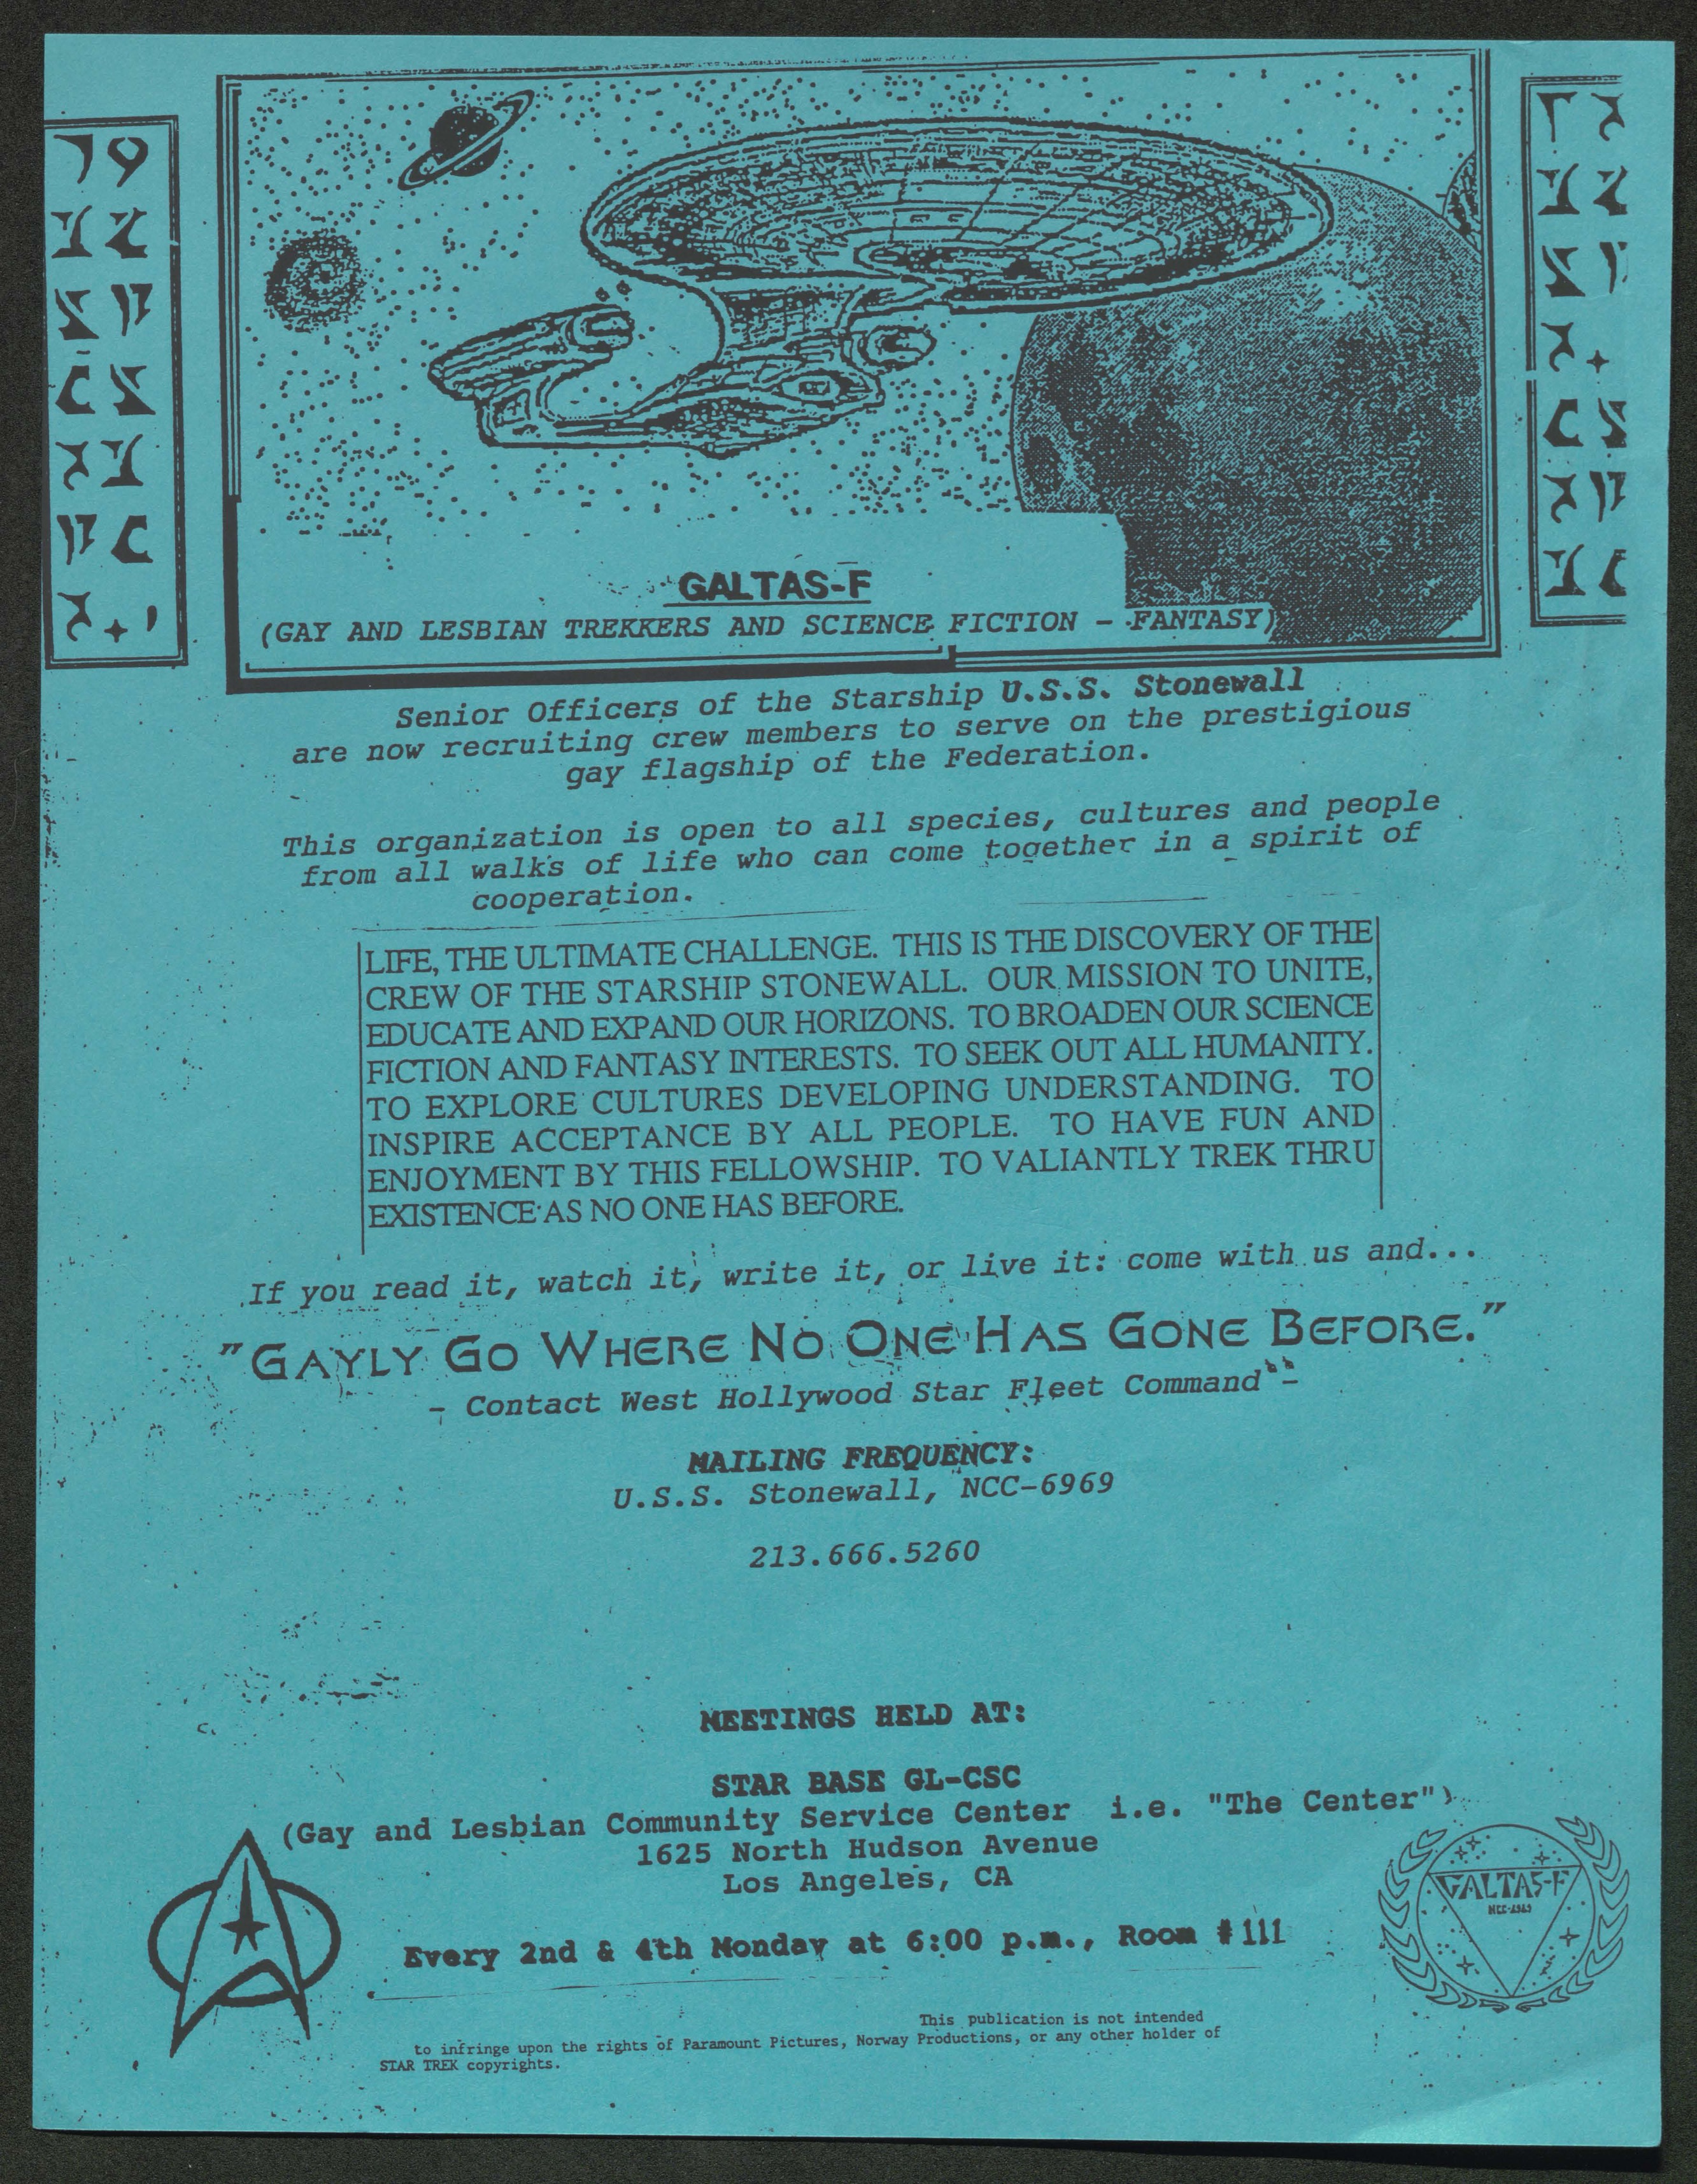 GALTAS-F
(GAY AND LESBIAN TREKKERS AND SCIENCE FICTION - FANTASY)
Senior Officers of the Starship U.S.S. Stonewall
are now recruiting crew members to serve on the prestigious
gay flagship of the Federation.
This organization is open to all species, cultures and people
from all walks of life who can come together in a spirit of
cooperation.
LIFE, THE ULTIMATE CHALLENGE. THIS IS THE DISCOVERY OF THE
CREW OF THE STARSHIP STONEWALL. OUR MISSION TO UNITE,
EDUCATE AND EXPAND OUR HORIZONS. TO BROADEN OUR SCIENCE
FICTION AND FANTASY INTERESTS. TO SEEK OUT ALL HUMANITY.
TO EXPLORE CULTURES DEVELOPING UNDERSTANDING. TO
INSPIRE ACCEPTANCE BY ALL PEOPLE. TO HAVE FUN AND
ENJOYMENT BY THIS FELLOWSHIP. TO VALIANTLY TREK THRU
EXISTENCE AS NO ONE HAS BEFORE.
If you read it, watch it, write it, or live it: come with us and...
"GAYLY GO WHERE NO ONE HAS GONE BEFORE."
- Contact West Hollywood Star Fleet Command -
MAILING FREQUENCY:
U.S.S. Stonewall, NCC-6969
213.666.5260
MEETINGS HELD AT:
STAR BASE GL-CSC
(Gay and Lesbian Community Service Center i.e. "The Center")
1625 North Hudson Avenue
Los Angeles, CA
Every 2nd & 4th Monday at 6:00 p.m., Room #111
GALTAS-F
This publication is not intended
to infringe upon the rights of Paramount Pictures, Norway Productions, or any other holder of
STAR TREK copyrights.